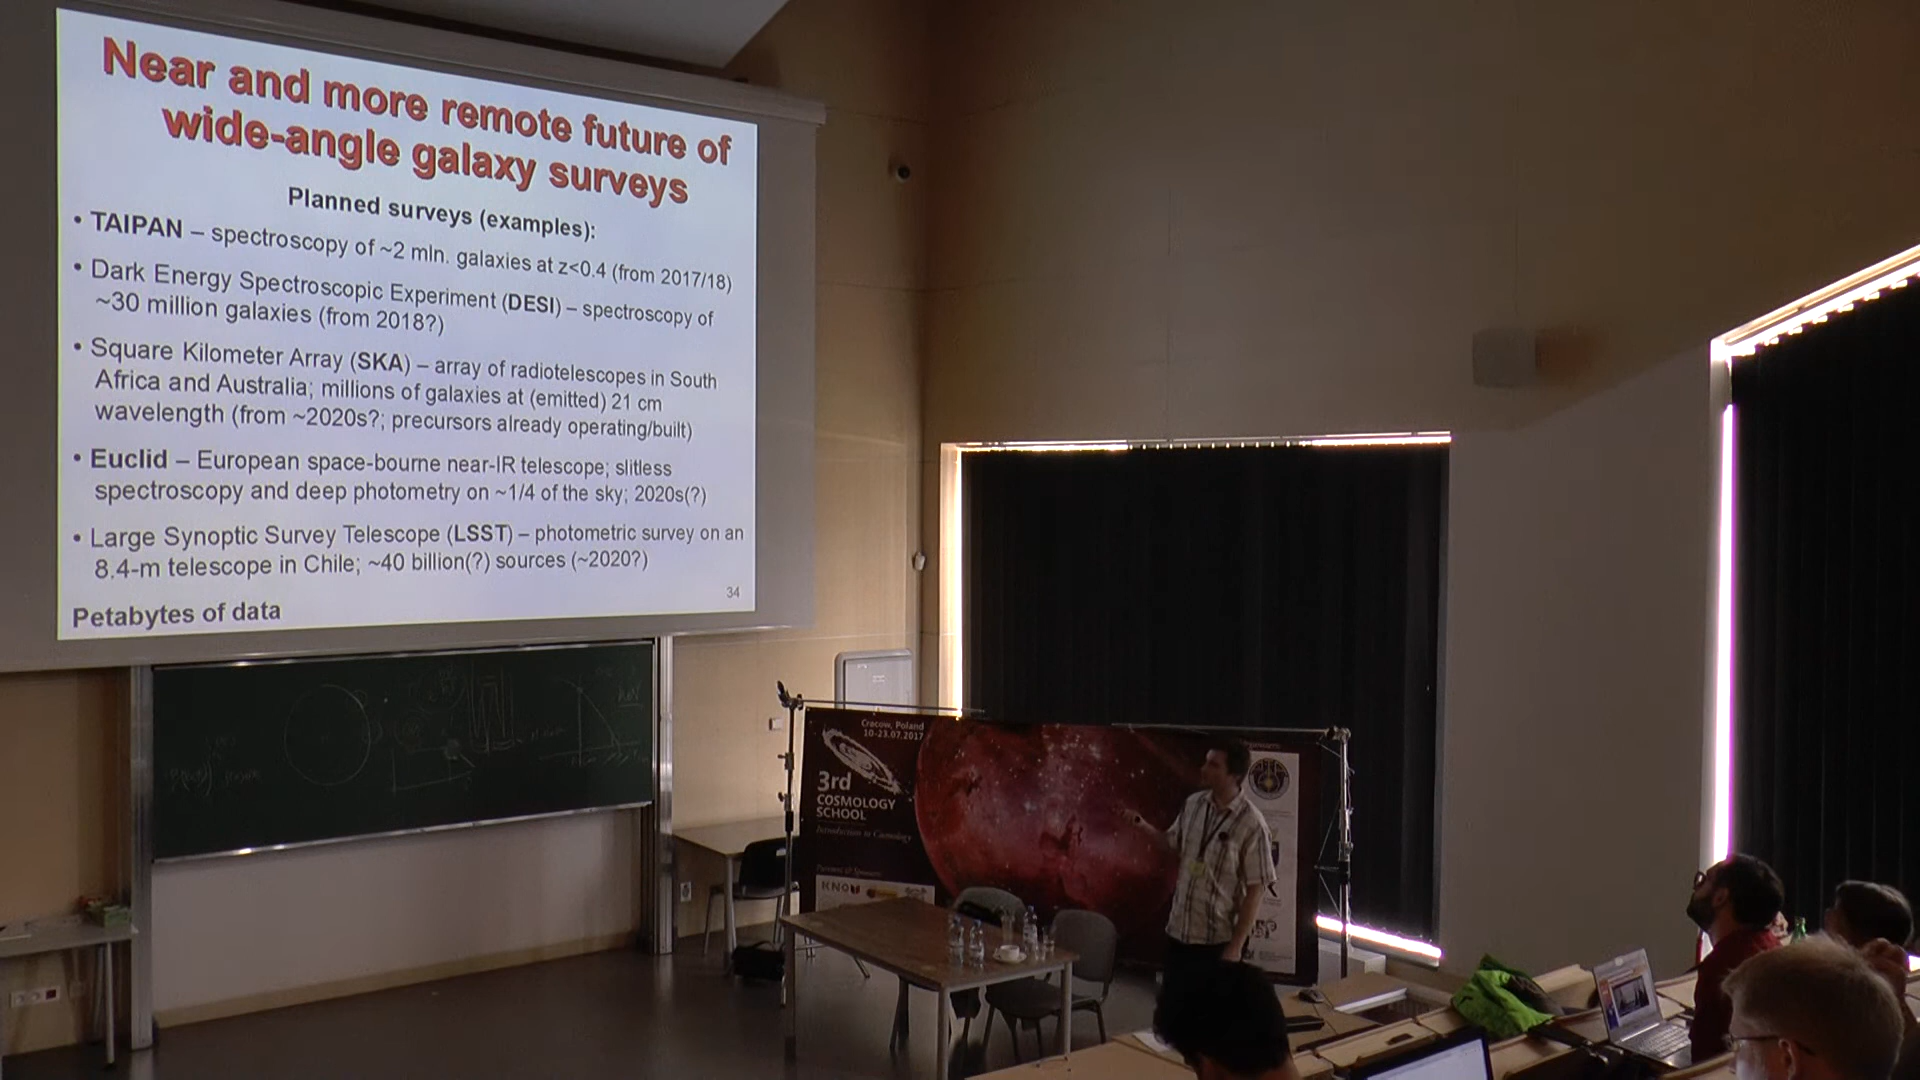 Near and more remote future of
wide-angle galaxy surveys
Planned surveys (examples):
• TAIPAN – spectroscopy of ~2 mln. galaxies at z<0.4 (from 2017/18)
• Dark Energy Spectroscopic Experiment (DESI) – spectroscopy of
~30 million galaxies (from 2018?)
• Square Kilometer Array (SKA) – array of radiotelescopes in South
Africa and Australia; millions of galaxies at (emitted) 21 cm
wavelength (from ~2020s?; precursors already operating/built)
• Euclid – European space-bourne near-IR telescope; slitless
spectroscopy and deep photometry on ~1/4 of the sky; 2020s(?)
• Large Synoptic Survey Telescope (LSST) – photometric survey on an
8.4-m telescope in Chile; ~40 billion(?) sources (~2020?)
34
Petabytes of data
Cracow, Poland
10-23.07.2017
3rd
COSMOLOGY
SCHOOL
Introduction to Cosmology
Partners & Sponsors
KNOW